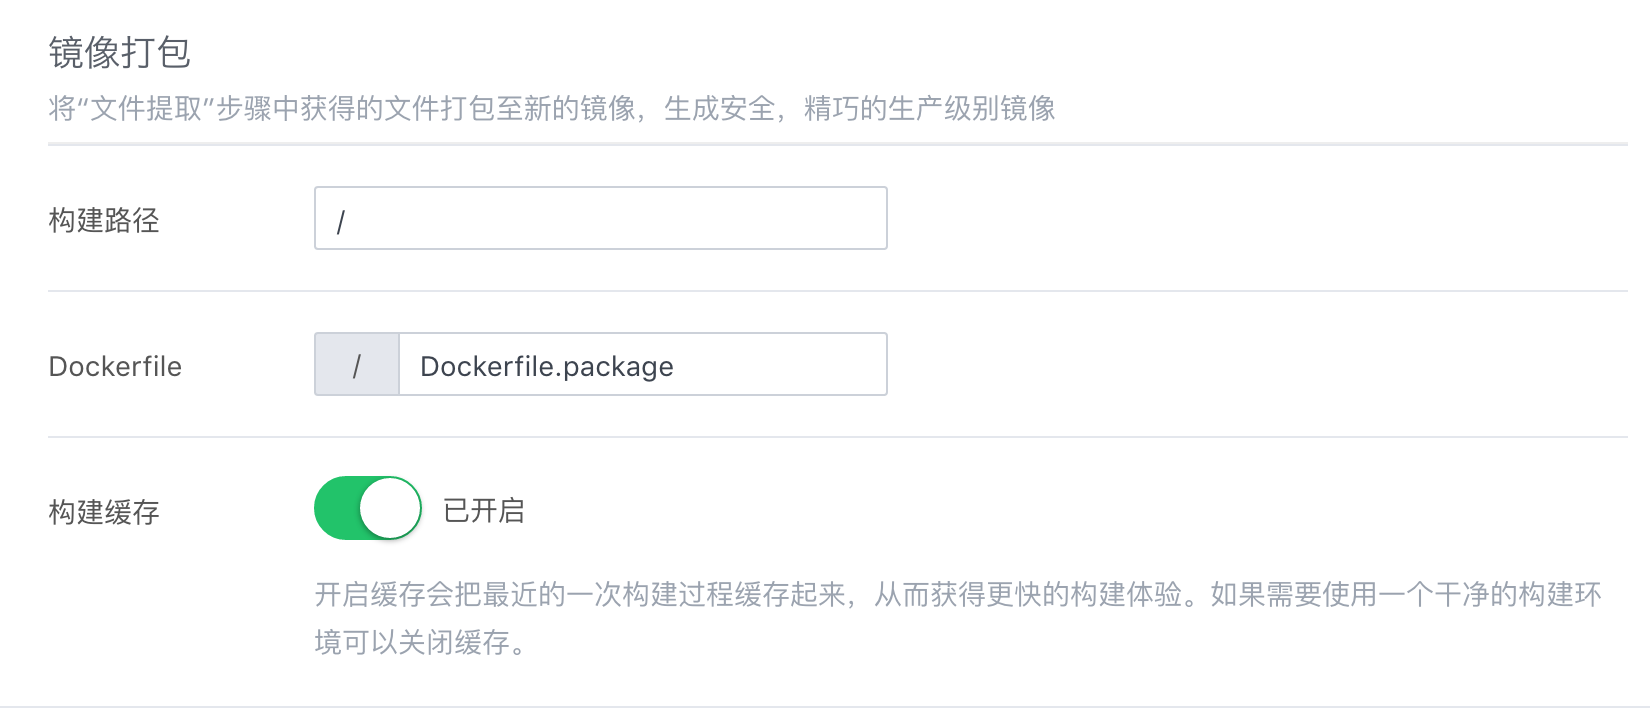 镜像打包
将“文件提取”步骤中获得的文件打包至新的镜像，生成安全，精巧的生产级别镜像
构建路径
/
Dockerfile
/ Dockerfile.package
构建缓存
已开启
开启缓存会把最近的一次构建过程缓存起来，从而获得更快的构建体验。如果需要使用一个干净的构建环
境可以关闭缓存。